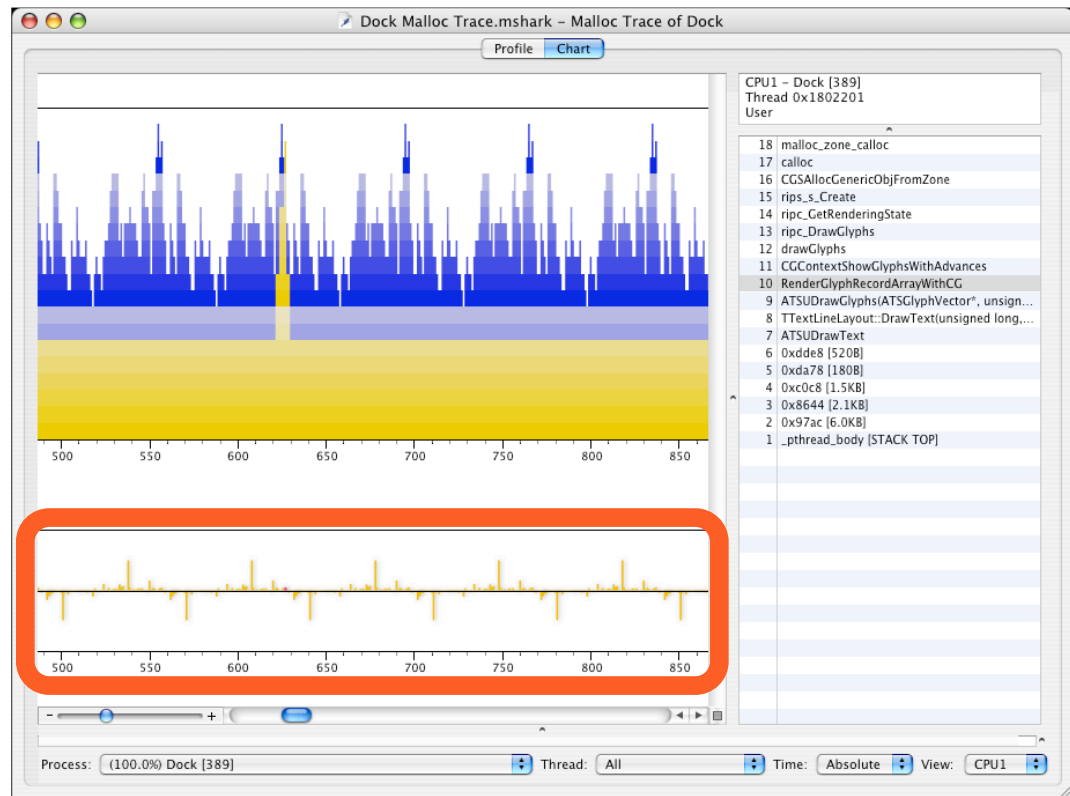 Dock Malloc Trace.mshark – Malloc Trace of Dock
Profile Chart
CPU1 – Dock [389]
Thread 0x1802201
User
18 malloc_zone_calloc
17 calloc
16 CGSAllocGenericObjFromZone
15 rips_s_Create
14 ripc_GetRenderingState
13 ripc_DrawGlyphs
12 drawGlyphs
11 CGContextShowGlyphsWithAdvances
10 RenderGlyphRecordArrayWithCG
9 ATSUDrawGlyphs(ATSGlyphVector*, unsign...
8 TTextLineLayout::DrawText(unsigned long,...
7 ATSUDrawText
6 0xdde8 [520B]
5 0xda78 [180B]
4 0xc0c8 [1.5KB]
3 0x8644 [2.1KB]
2 0x97ac [6.0KB]
1 _pthread_body [STACK TOP]
500 550 600 650 700 750 800 850
500 550 600 650 700 750 800 850
- +
Process: (100.0%) Dock [389] Thread: All Time: Absolute View: CPU1